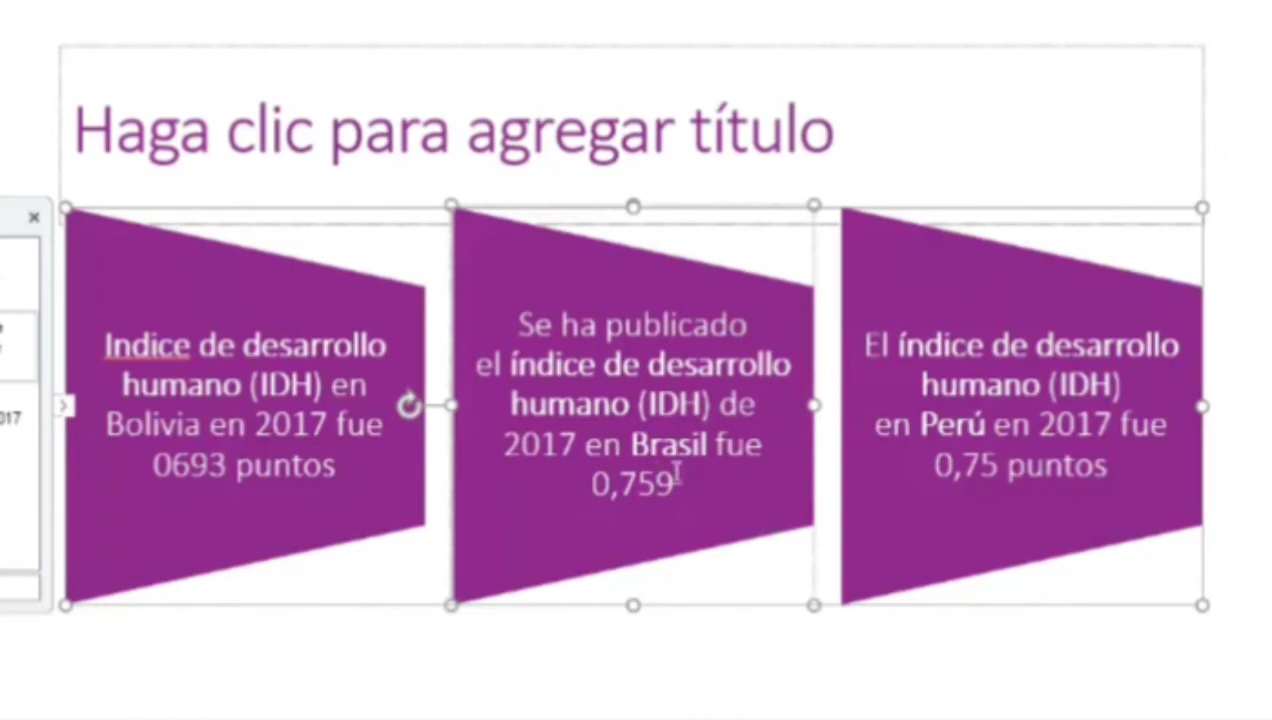 Haga clic para agregar título
017
Indice de desarrollo
humano (IDH) en
Bolivia en 2017 fue
0693 puntos
Se ha publicado
el índice de desarrollo
humano (IDH) de
2017 en Brasil fue
0,759
El índice de desarrollo
humano (IDH)
en Perú en 2017 fue
0,75 puntos